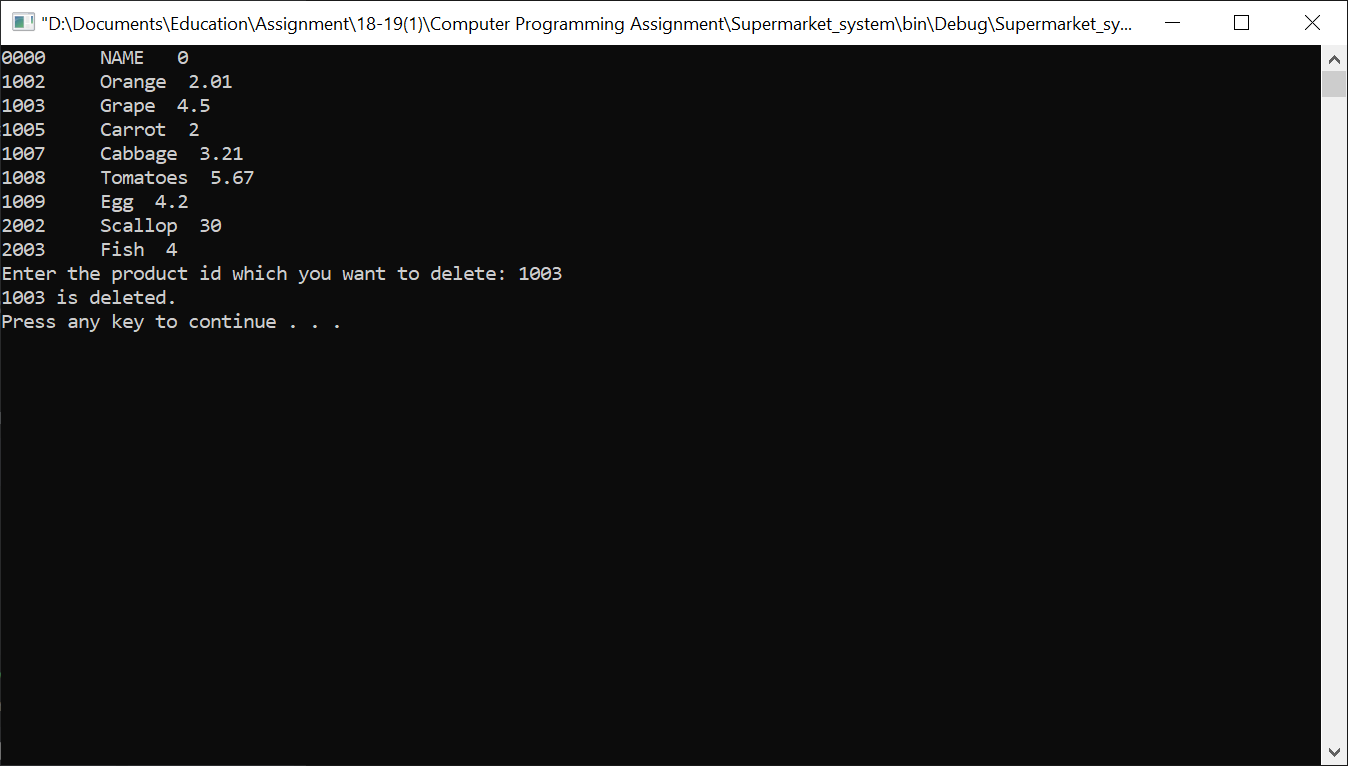 "D:\Documents\Education\Assignment\18-19(1)\Computer Programming Assignment\Supermarket_system\bin\Debug\Supermarket_sy...
0000     NAME   0
1002     Orange  2.01
1003     Grape  4.5
1005     Carrot  2
1007     Cabbage  3.21
1008     Tomatoes  5.67
1009     Egg  4.2
2002     Scallop  30
2003     Fish  4
Enter the product id which you want to delete: 1003
1003 is deleted.
Press any key to continue . . .